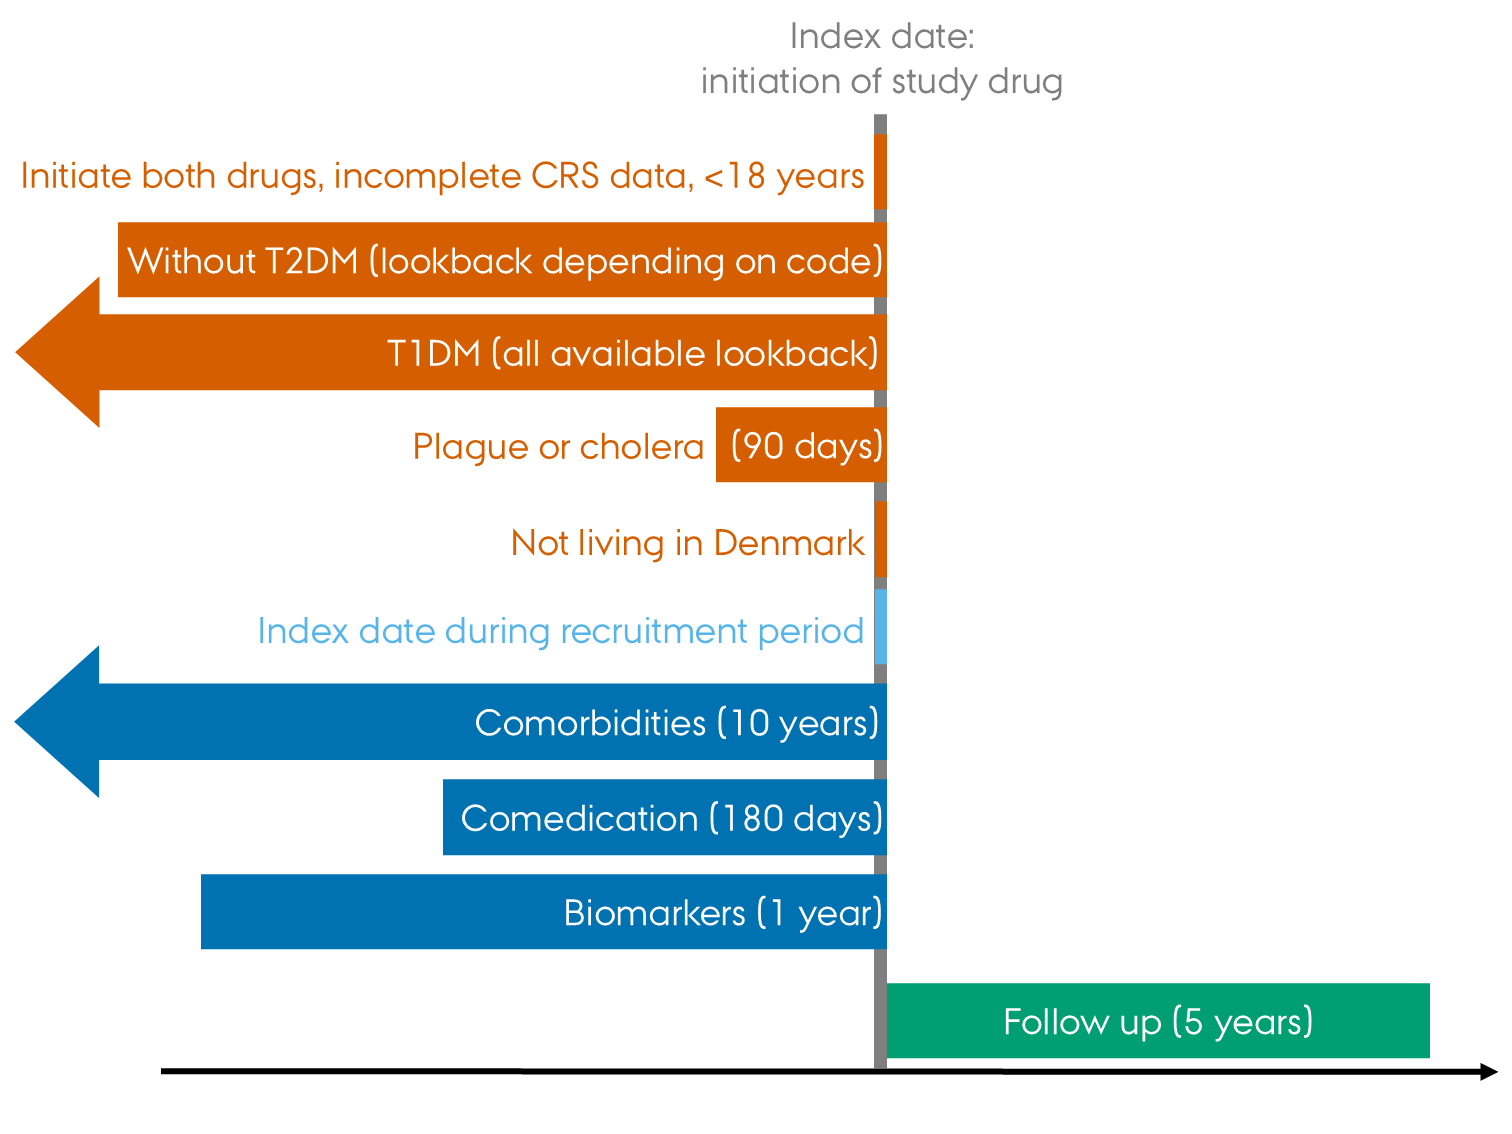 Index date:
initiation of study drug
Initiate both drugs, incomplete CRS data, <18 years
Without T2DM (lookback depending on code)
T1DM (all available lookback)
Plague or cholera (90 days)
Not living in Denmark
Index date during recruitment period
Comorbidities (10 years)
Comedication (180 days)
Biomarkers (1 year)
Follow up (5 years)